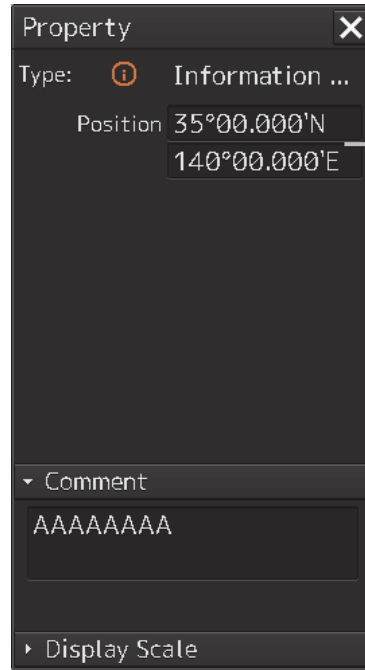 Property
Type: Information ...
Position 35°00.000'N
140°00.000'E
Comment
AAAAAAAA
Display Scale